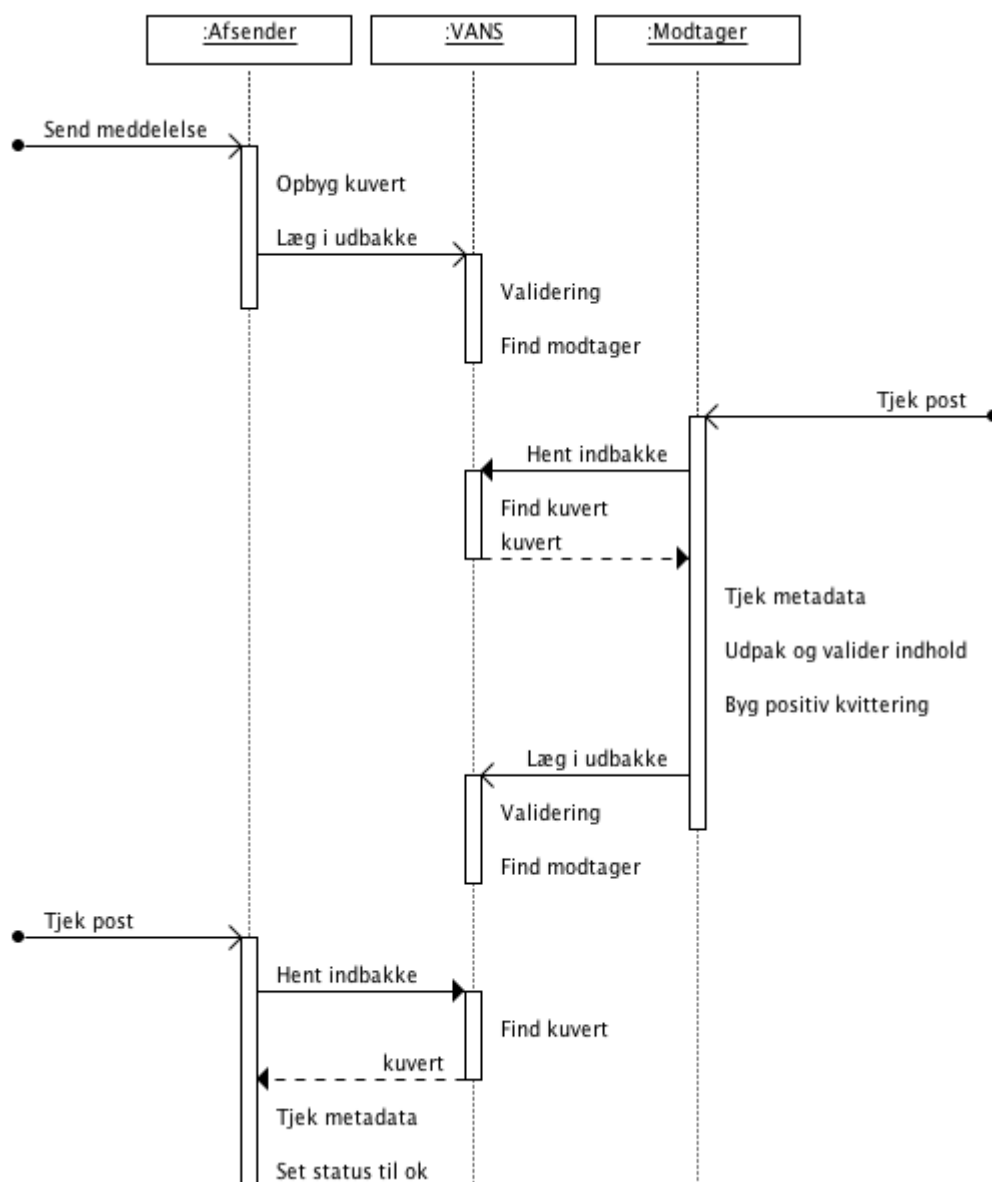 :Afsender
:VANS
:Modtager
Send meddelelse
Opbyg kuvert
Læg i udbakke
Validering
Find modtager
Tjek post
Hent indbakke
Find kuvert
kuvert
Tjek metadata
Udpak og valider indhold
Byg positiv kvittering
Læg i udbakke
Validering
Find modtager
Tjek post
Hent indbakke
Find kuvert
kuvert
Tjek metadata
Set status til ok